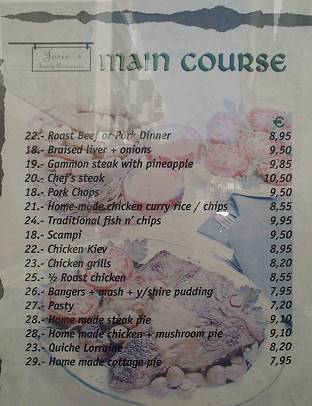 Josie's
Family Restaurant
MAIN COURSE
€
22.- Roast Beef or Pork Dinner 8,95
18.- Braised liver + onions 9,50
19.- Gammon steak with pineapple 9,85
20.- Chef's steak 10,50
18.- Pork Chops 9,50
21.- Home-made chicken curry rice / chips 8,55
24.- Traditional fish n' chips 9,95
18.- Scampi 9,50
22.- Chicken Kiev 8,95
23.- Chicken grills 8,20
25.- ½ Roast chicken 8,55
26.- Bangers + mash + y/shire pudding 7,95
27.- Pasty 7,20
28.- Home made steak pie 9,10
28,- Home made chicken + mushroom pie 9,10
23.- Quiche Lorraine 8,20
29.- Home made cottage pie 7,95